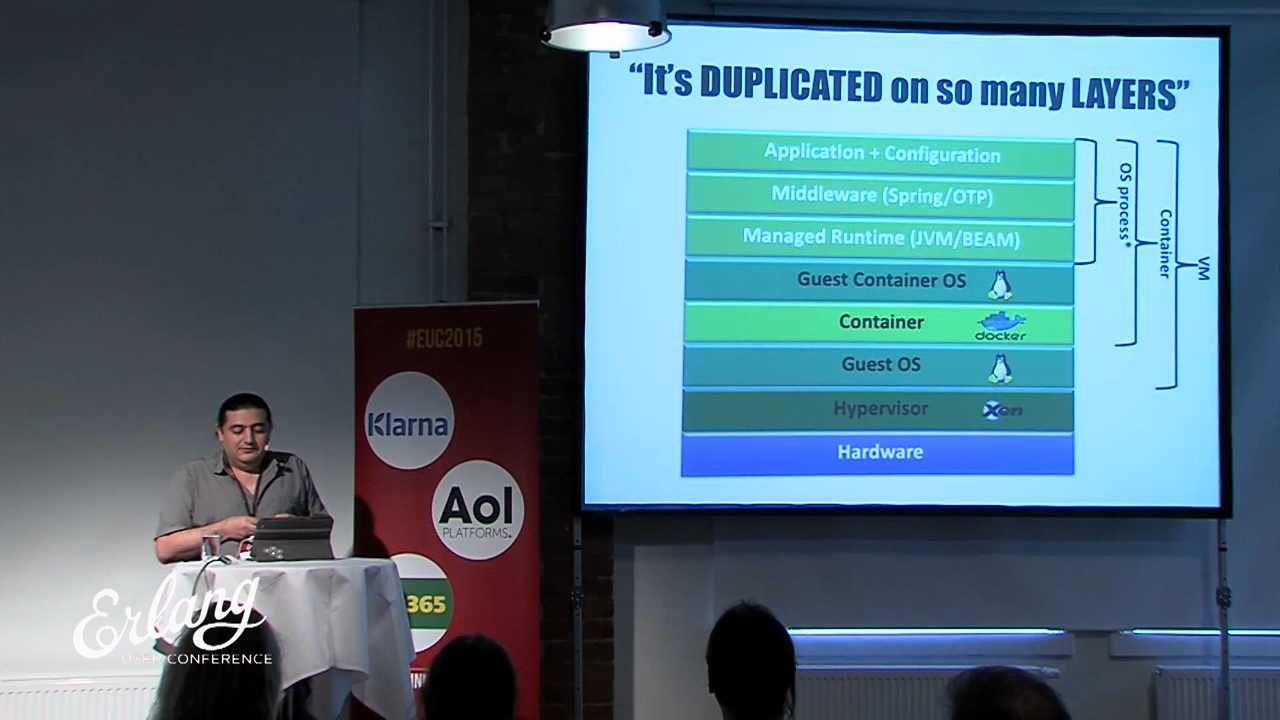 “It's DUPLICATED on so many LAYERS”
Application + Configuration
Middleware (Spring/OTP)
Managed Runtime (JVM/BEAM)
Guest Container OS
Container
docker
Guest OS
Hypervisor
Xen
Hardware
OS process*
Container
VM
#EUC2015
Klarna
Aol
PLATFORMS.
365
Erlang
USER CONFERENCE